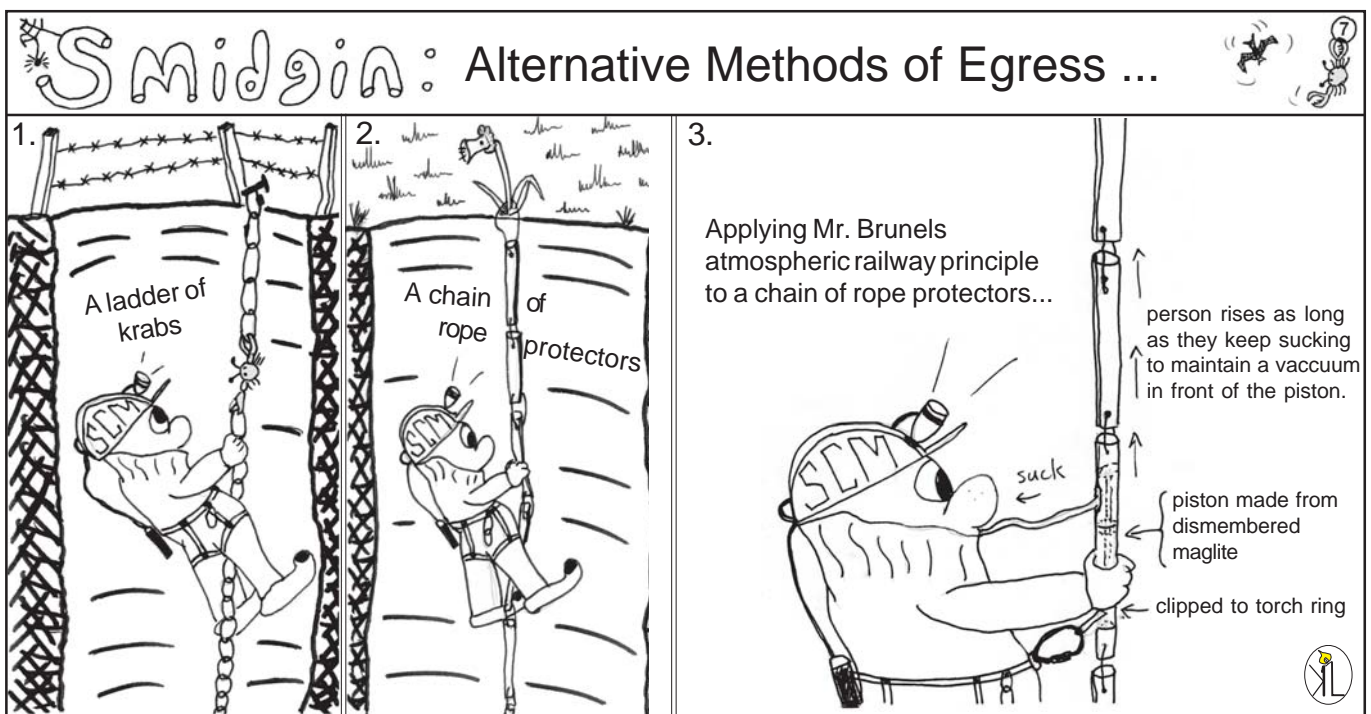 Smidgin:
Alternative Methods of Egress ...
7
1.
A ladder of
krabs
SCM
2.
A chain of
rope protectors
SCM
3.
Applying Mr. Brunels
atmospheric railway principle
to a chain of rope protectors...
person rises as long
as they keep sucking
to maintain a vaccuum
in front of the piston.
SCM
suck
piston made from
dismembered
maglite
clipped to torch ring
KL